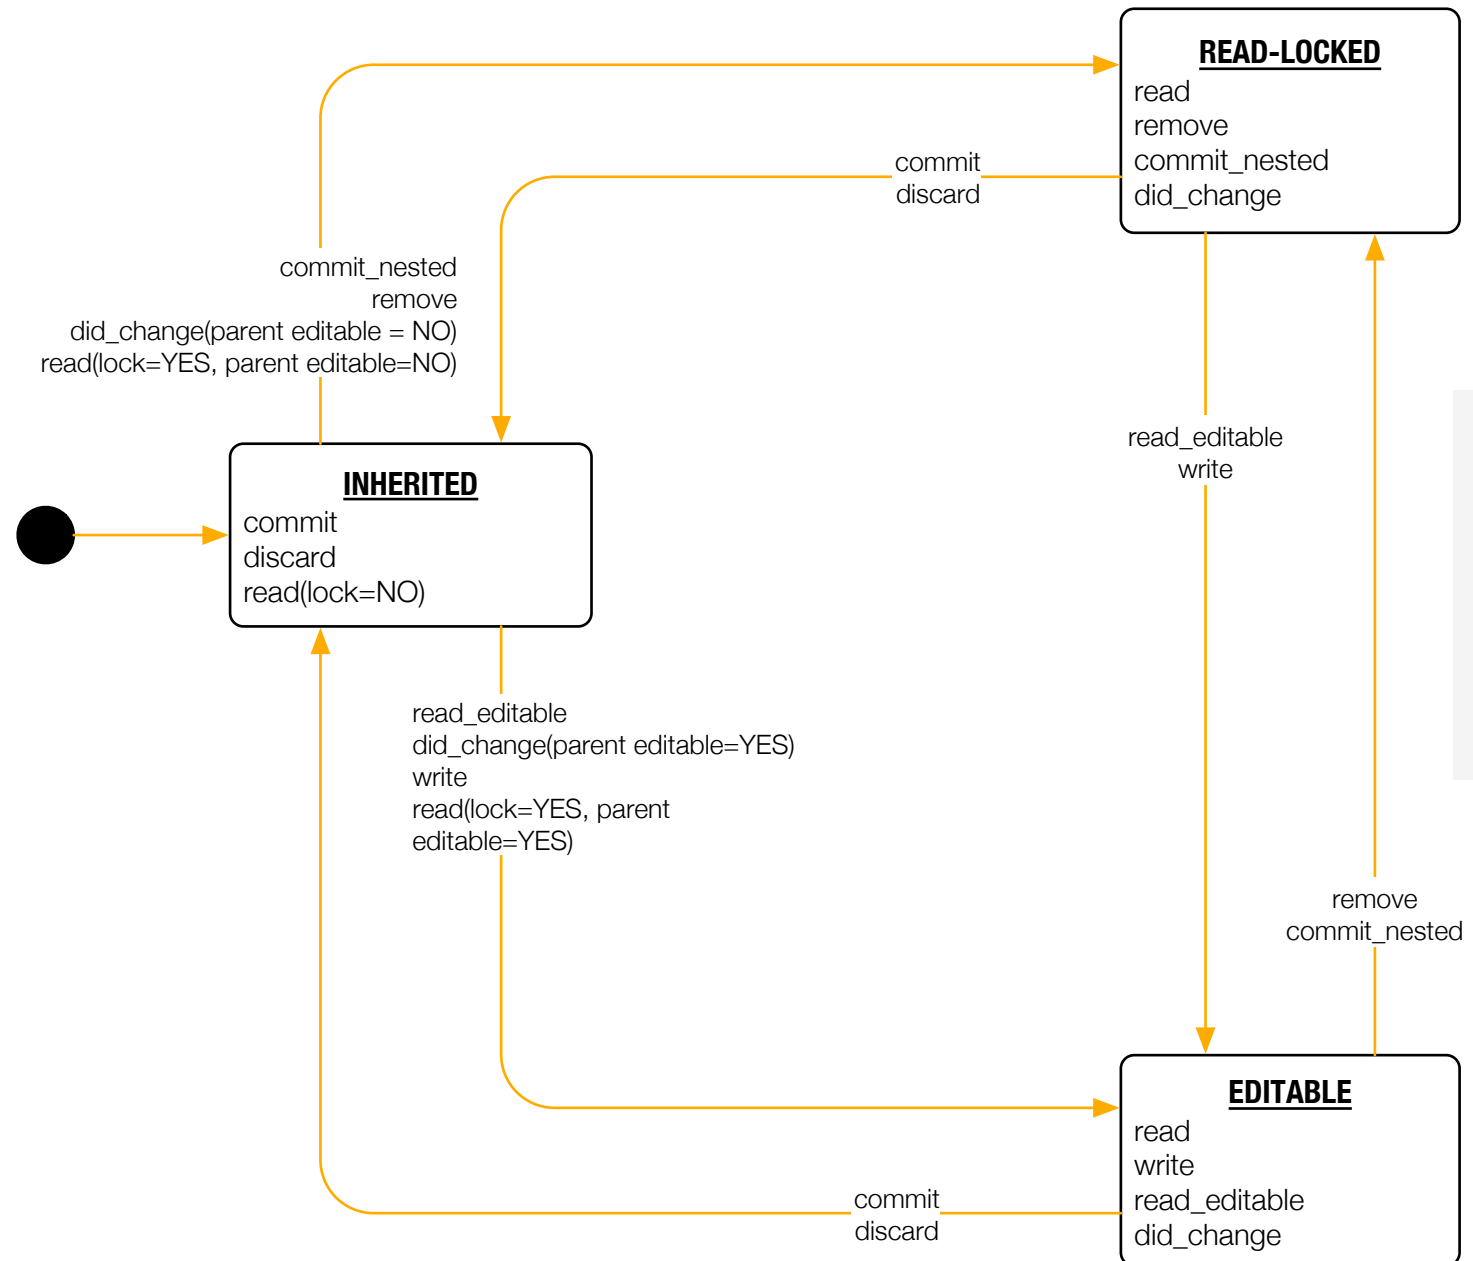 READ-LOCKED
read
remove
commit_nested
did_change
commit
discard
commit_nested
remove
did_change(parent editable = NO)
read(lock=YES, parent editable=NO)
read_editable
write
INHERITED
commit
discard
read(lock=NO)
read_editable
did_change(parent editable=YES)
write
read(lock=YES, parent
editable=YES)
remove
commit_nested
EDITABLE
read
write
read_editable
did_change
commit
discard